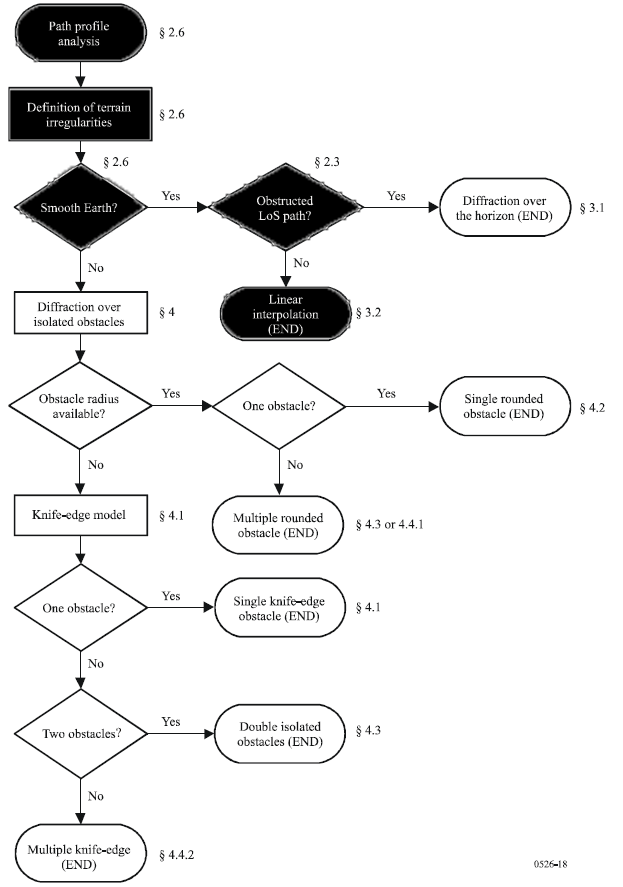 Path profile
analysis
§ 2.6
Definition of terrain
irregularities
§ 2.6
§ 2.6
Smooth Earth?
Yes
§ 2.3
Obstructed
LoS path?
Yes
Diffraction over
the horizon (END)
§ 3.1
No
No
Linear
interpolation
(END)
§ 3.2
Diffraction over
isolated obstacles
§ 4
Obstacle radius
available?
Yes
One obstacle?
Yes
Single rounded
obstacle (END)
§ 4.2
No
No
Knife-edge model
§ 4.1
Multiple rounded
obstacle (END)
§ 4.3 or 4.4.1
One obstacle?
Yes
Single knife-edge
obstacle (END)
§ 4.1
No
Two obstacles?
Yes
Double isolated
obstacles (END)
§ 4.3
No
Multiple knife-edge
(END)
§ 4.4.2
0526-18